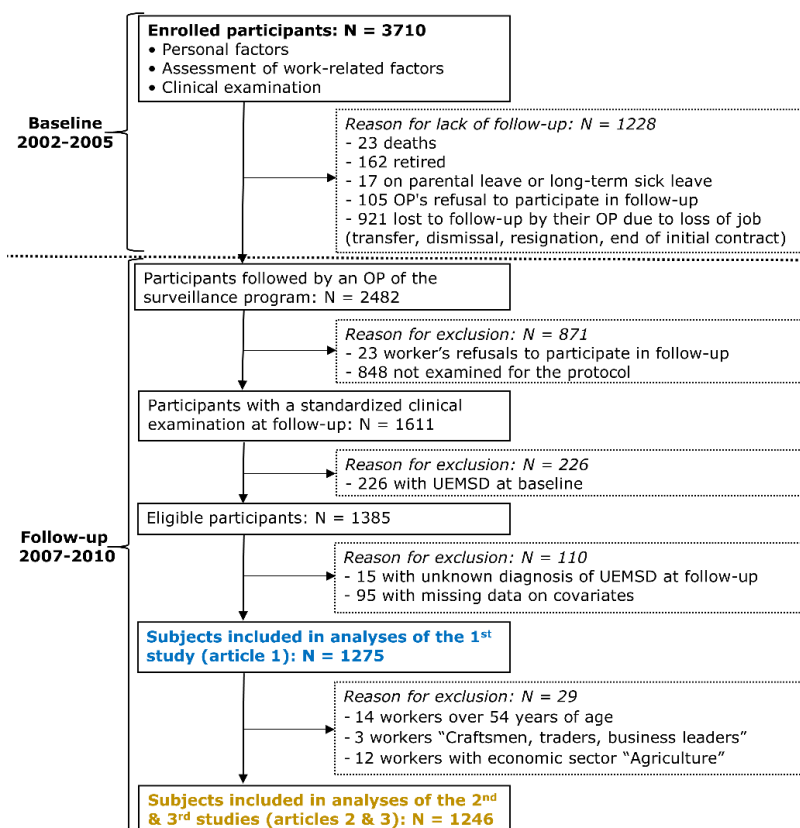 Enrolled participants: N = 3710
• Personal factors
• Assessment of work-related factors
• Clinical examination
Baseline
2002-2005
Reason for lack of follow-up: N = 1228
- 23 deaths
- 162 retired
- 17 on parental leave or long-term sick leave
- 105 OP's refusal to participate in follow-up
- 921 lost to follow-up by their OP due to loss of job
(transfer, dismissal, resignation, end of initial contract)
Participants followed by an OP of the
surveillance program: N = 2482
Reason for exclusion: N = 871
- 23 worker's refusals to participate in follow-up
- 848 not examined for the protocol
Participants with a standardized clinical
examination at follow-up: N = 1611
Reason for exclusion: N = 226
- 226 with UEMSD at baseline
Eligible participants: N = 1385
Follow-up
2007-2010
Reason for exclusion: N = 110
- 15 with unknown diagnosis of UEMSD at follow-up
- 95 with missing data on covariates
Subjects included in analyses of the 1st
study (article 1): N = 1275
Reason for exclusion: N = 29
- 14 workers over 54 years of age
- 3 workers “Craftsmen, traders, business leaders”
- 12 workers with economic sector “Agriculture”
Subjects included in analyses of the 2nd
& 3rd studies (articles 2 & 3): N = 1246